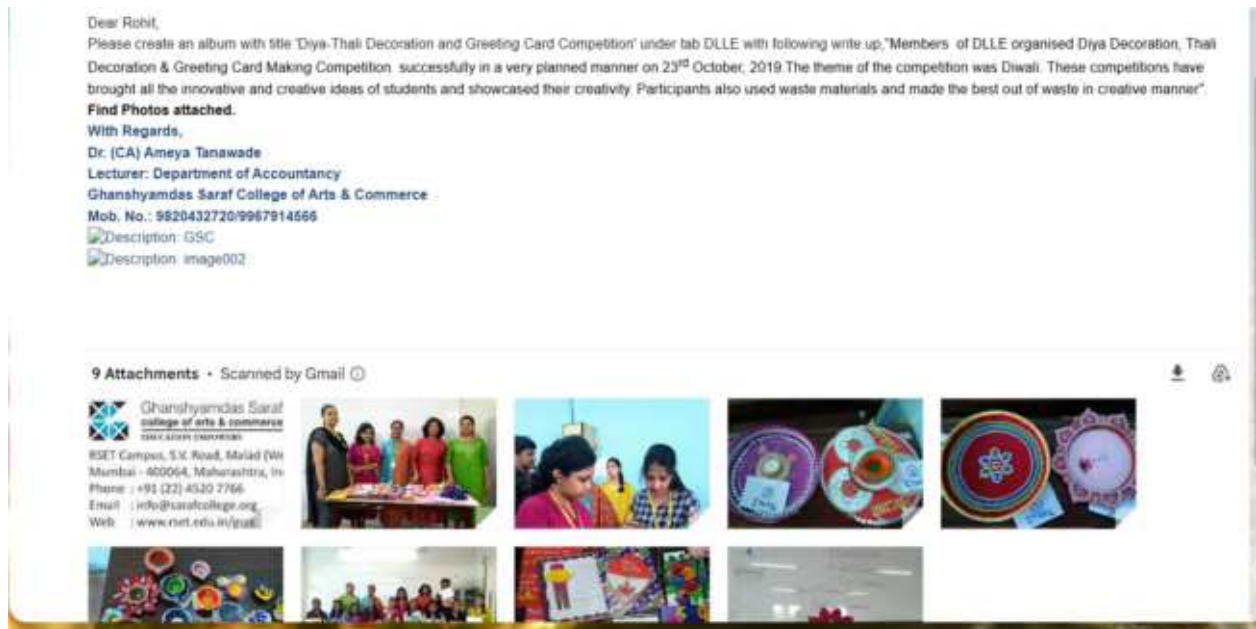 Dear Rohit,
Please create an album with title 'Diya-Thali Decoration and Greeting Card Competition' under tab DLLE with following write up,"Members of DLLE organised Diya Decoration, Thali
Decoration & Greeting Card Making Competition successfully in a very planned manner on 23rd October, 2019.The theme of the competition was Diwali. These competitions have
brought all the innovative and creative ideas of students and showcased their creativity. Participants also used waste materials and made the best out of waste in creative manner".
Find Photos attached.
With Regards,
Dr. (CA) Ameya Tanawade
Lecturer: Department of Accountancy
Ghanshyamdas Saraf College of Arts & Commerce
Mob. No.: 9820432720/9967914566
Description: GSC
Description: image002
9 Attachments • Scanned by Gmail
Ghanshyamdas Saraf
college of arts & commerce
EDUCATION EMPOWERS
RSET Campus, S.V. Road, Malad (We
Mumbai - 400064, Maharashtra, In
Phone : +91 (22) 4520 7766
Email : info@sarafcollege.org
Web : www.rset.edu.in/gsc